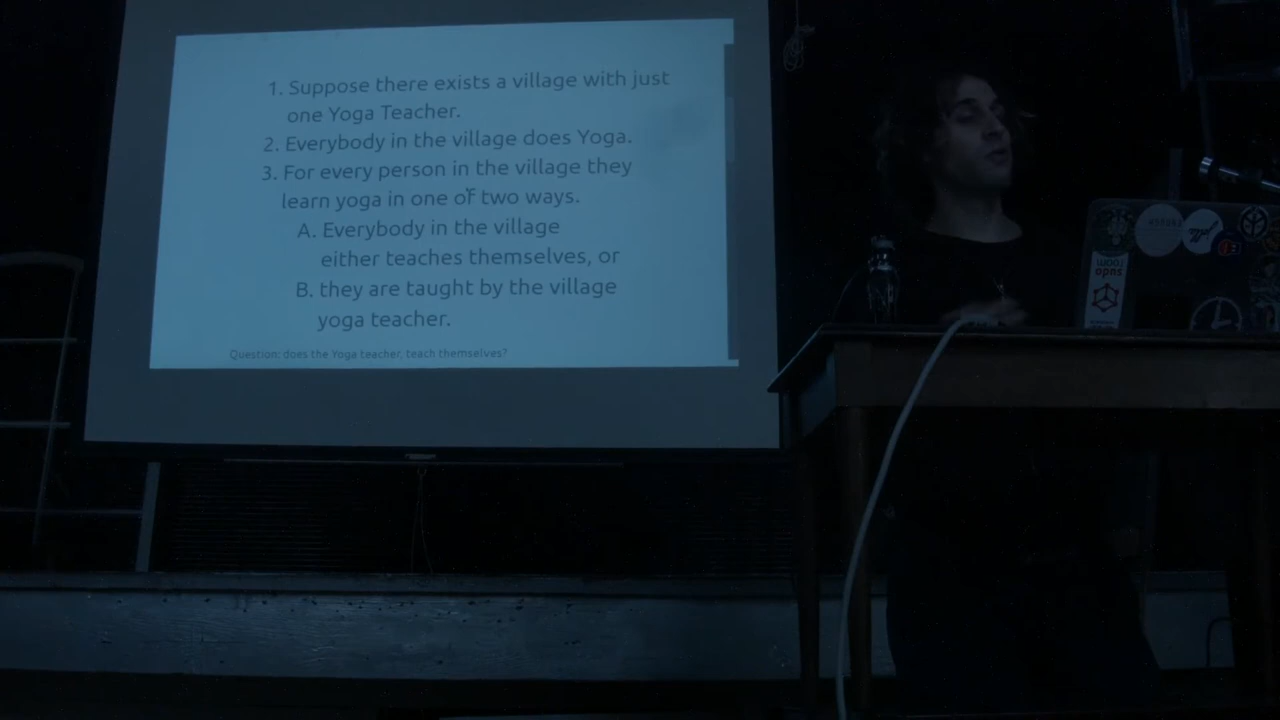 1. Suppose there exists a village with just
one Yoga Teacher.
2. Everybody in the village does Yoga.
3. For every person in the village they
learn yoga in one of two ways.
A. Everybody in the village
either teaches themselves, or
B. they are taught by the village
yoga teacher.
Question: does the Yoga teacher, teach themselves?
sudo
room